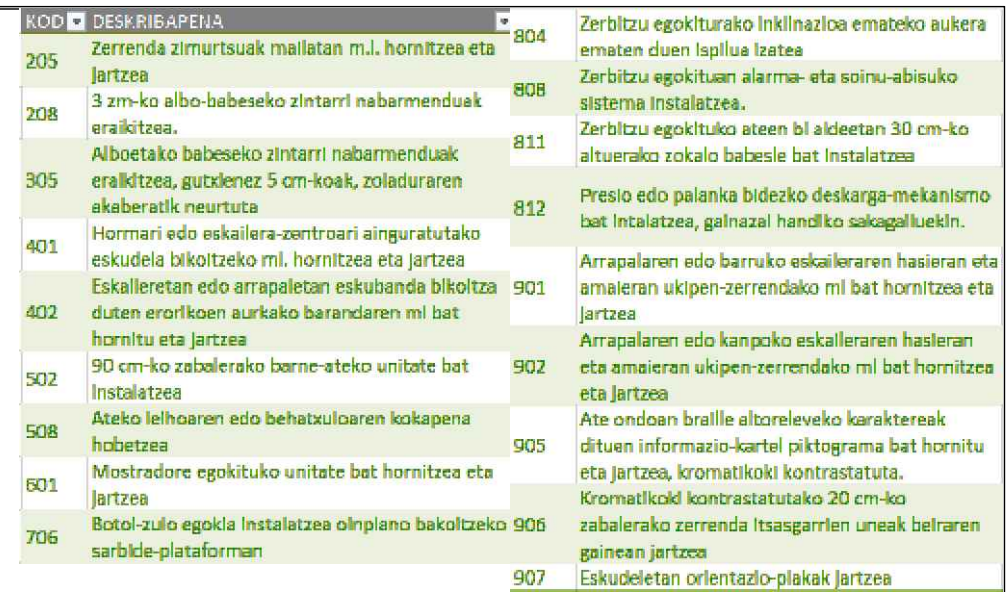 KOD DESKRIBAPENA
205 Zerrenda zimurtsuak mailatan m.l. hornitzea eta
jartzea
208 3 zm-ko albo-babeseko zintarri nabarmenduak
eraikitzea.
305 Alboetako babeseko zintarri nabarmenduak
eraikitzea, gutxienez 5 cm-koak, zoladuraren
akaberatik neurtuta
401 Hormari edo eskailera-zentroari ainguratutako
eskudela bikoitzeko ml. hornitzea eta jartzea
402 Eskaileretan edo arrapaletan eskubanda bikoitza
duten erorikoen aurkako barandaren ml bat
hornitu eta jartzea
502 90 cm-ko zabalerako barne-ateko unitate bat
instalatzea
508 Ateko leihoaren edo behatxuloaren kokapena
hobetzea
601 Mostradore egokituko unitate bat hornitzea eta
jartzea
706 Botoi-zulo egokia instalatzea oinplano bakoitzeko
sarbide-plataforman
804 Zerbitzu egokiturako inklinazioa emateko aukera
ematen duen ispilua izatea
808 Zerbitzu egokituan alarma- eta soinu-abisuko
sistema instalatzea.
811 Zerbitzu egokituko ateen bi aldeetan 30 cm-ko
altuerako zokalo babesle bat instalatzea
812 Presio edo palanka bidezko deskarga-mekanismo
bat intalatzea, gainazal handiko sakagailuekin.
901 Arrapalaren edo barruko eskaileraren hasieran eta
amaieran ukipen-zerrendako ml bat hornitzea eta
jartzea
902 Arrapalaren edo kanpoko eskaileraren hasieran
eta amaieran ukipen-zerrendako ml bat hornitzea
eta jartzea
905 Ate ondoan braille altoreleveko karaktereak
dituen informazio-kartel piktograma bat hornitu
eta jartzea, kromatikoki kontrastatuta.
906 Kromatikoki kontrastatutako 20 cm-ko
zabalerako zerrenda itsasgarrien uneak beiraren
gainean jartzea
907 Eskudeletan orientazio-plakak jartzea